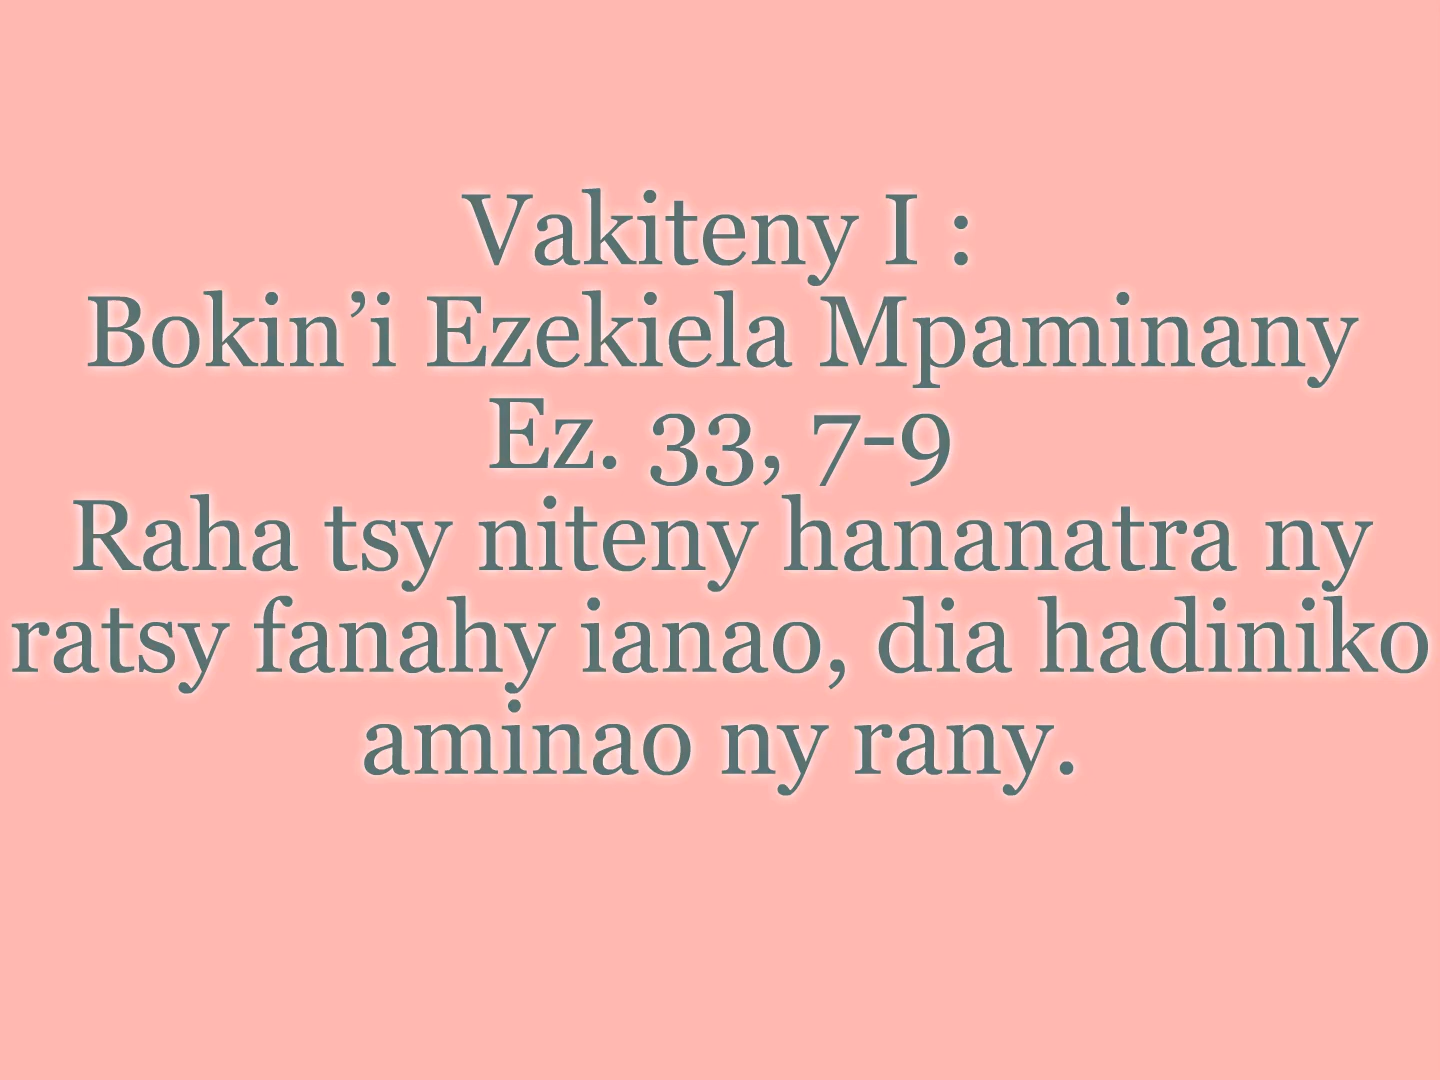 Vakiteny I :
Bokin’i Ezekiela Mpaminany
Ez. 33, 7-9
Raha tsy niteny hananatra ny
ratsy fanahy ianao, dia hadiniko
aminao ny rany.